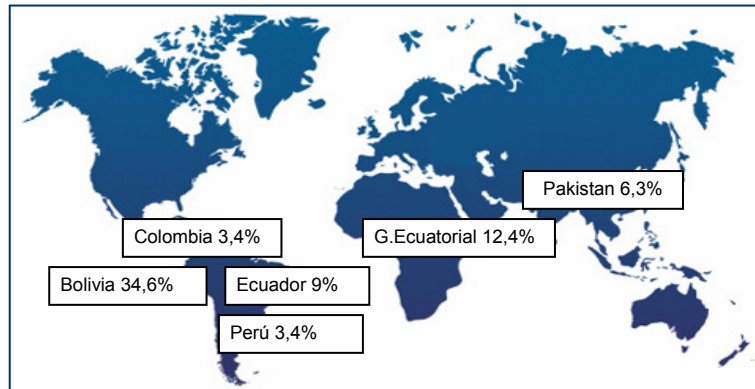 Pakistan 6,3%
Colombia 3,4%
G.Ecuatorial 12,4%
Bolivia 34,6%
Ecuador 9%
Perú 3,4%